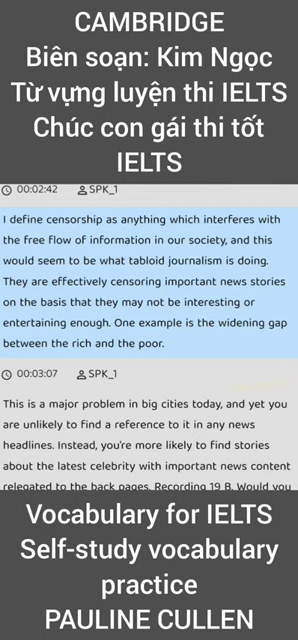 CAMBRIDGE
Biên soạn: Kim Ngọc
Từ vựng luyện thi IELTS
Chúc con gái thi tốt
IELTS
00:02:42 SPK_1
I define censorship as anything which interferes with
the free flow of information in our society, and this
would seem to be what tabloid journalism is doing.
They are effectively censoring important news stories
on the basis that they may not be interesting or
entertaining enough. One example is the widening gap
between the rich and the poor.
00:03:07 SPK_1
This is a major problem in big cities today, and yet you
are unlikely to find a reference to it in any news
headlines. Instead, you're more likely to find stories
about the latest celebrity with important news content
relegated to the back pages. Recording 19 B. Would you
Vocabulary for IELTS
Self-study vocabulary
practice
PAULINE CULLEN